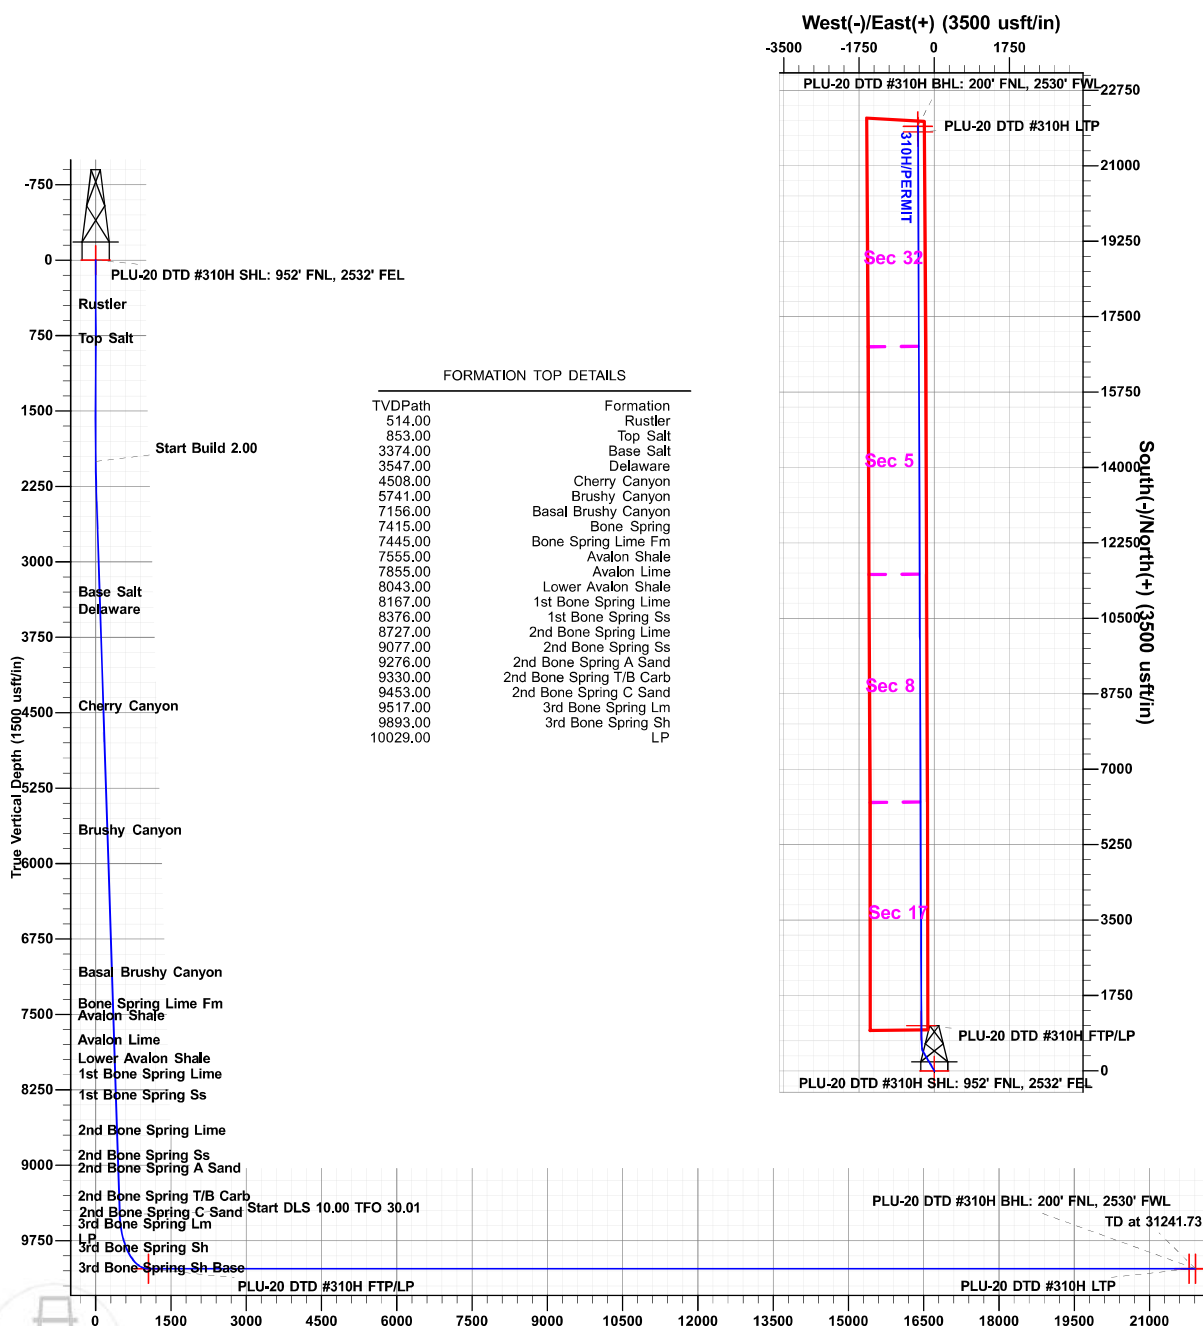 West(-)/East(+) (3500 usft/in)
-3500 -1750 0 1750
PLU-20 DTD #310H BHL: 200' FNL, 2530' FWL
PLU-20 DTD #310H LTP
310H/PERMIT
Sec 32
Sec 5
Sec 8
Sec 17
PLU-20 DTD #310H FTP/LP
PLU-20 DTD #310H SHL: 952' FNL, 2532' FEL
22750
21000
19250
17500
15750
14000
12250
10500
8750
7000
5250
3500
1750
0
South(-)/North(+) (3500 usft/in)
True Vertical Depth (1500 usft/in)
-750
0
750
1500
2250
3000
3750
4500
5250
6000
6750
7500
8250
9000
9750
PLU-20 DTD #310H SHL: 952' FNL, 2532' FEL
Rustler
Top Salt
Start Build 2.00
Base Salt
Delaware
Cherry Canyon
Brushy Canyon
Basal Brushy Canyon
Bone Spring Lime Fm
Avalon Shale
Avalon Lime
Lower Avalon Shale
1st Bone Spring Lime
1st Bone Spring Ss
2nd Bone Spring Lime
2nd Bone Spring Ss
2nd Bone Spring A Sand
2nd Bone Spring T/B Carb
2nd Bone Spring C Sand
Start DLS 10.00 TFO 30.01
3rd Bone Spring Lm
LP
3rd Bone Spring Sh
3rd Bone Spring Sh Base
PLU-20 DTD #310H FTP/LP
PLU-20 DTD #310H BHL: 200' FNL, 2530' FWL
TD at 31241.73
PLU-20 DTD #310H LTP
0 1500 3000 4500 6000 7500 9000 10500 12000 13500 15000 16500 18000 19500 21000
FORMATION TOP DETAILS
TVDPath Formation
514.00 Rustler
853.00 Top Salt
3374.00 Base Salt
3547.00 Delaware
4508.00 Cherry Canyon
5741.00 Brushy Canyon
7156.00 Basal Brushy Canyon
7415.00 Bone Spring
7445.00 Bone Spring Lime Fm
7555.00 Avalon Shale
7855.00 Avalon Lime
8043.00 Lower Avalon Shale
8167.00 1st Bone Spring Lime
8376.00 1st Bone Spring Ss
8727.00 2nd Bone Spring Lime
9077.00 2nd Bone Spring Ss
9276.00 2nd Bone Spring A Sand
9330.00 2nd Bone Spring T/B Carb
9453.00 2nd Bone Spring C Sand
9517.00 3rd Bone Spring Lm
9893.00 3rd Bone Spring Sh
10029.00 LP